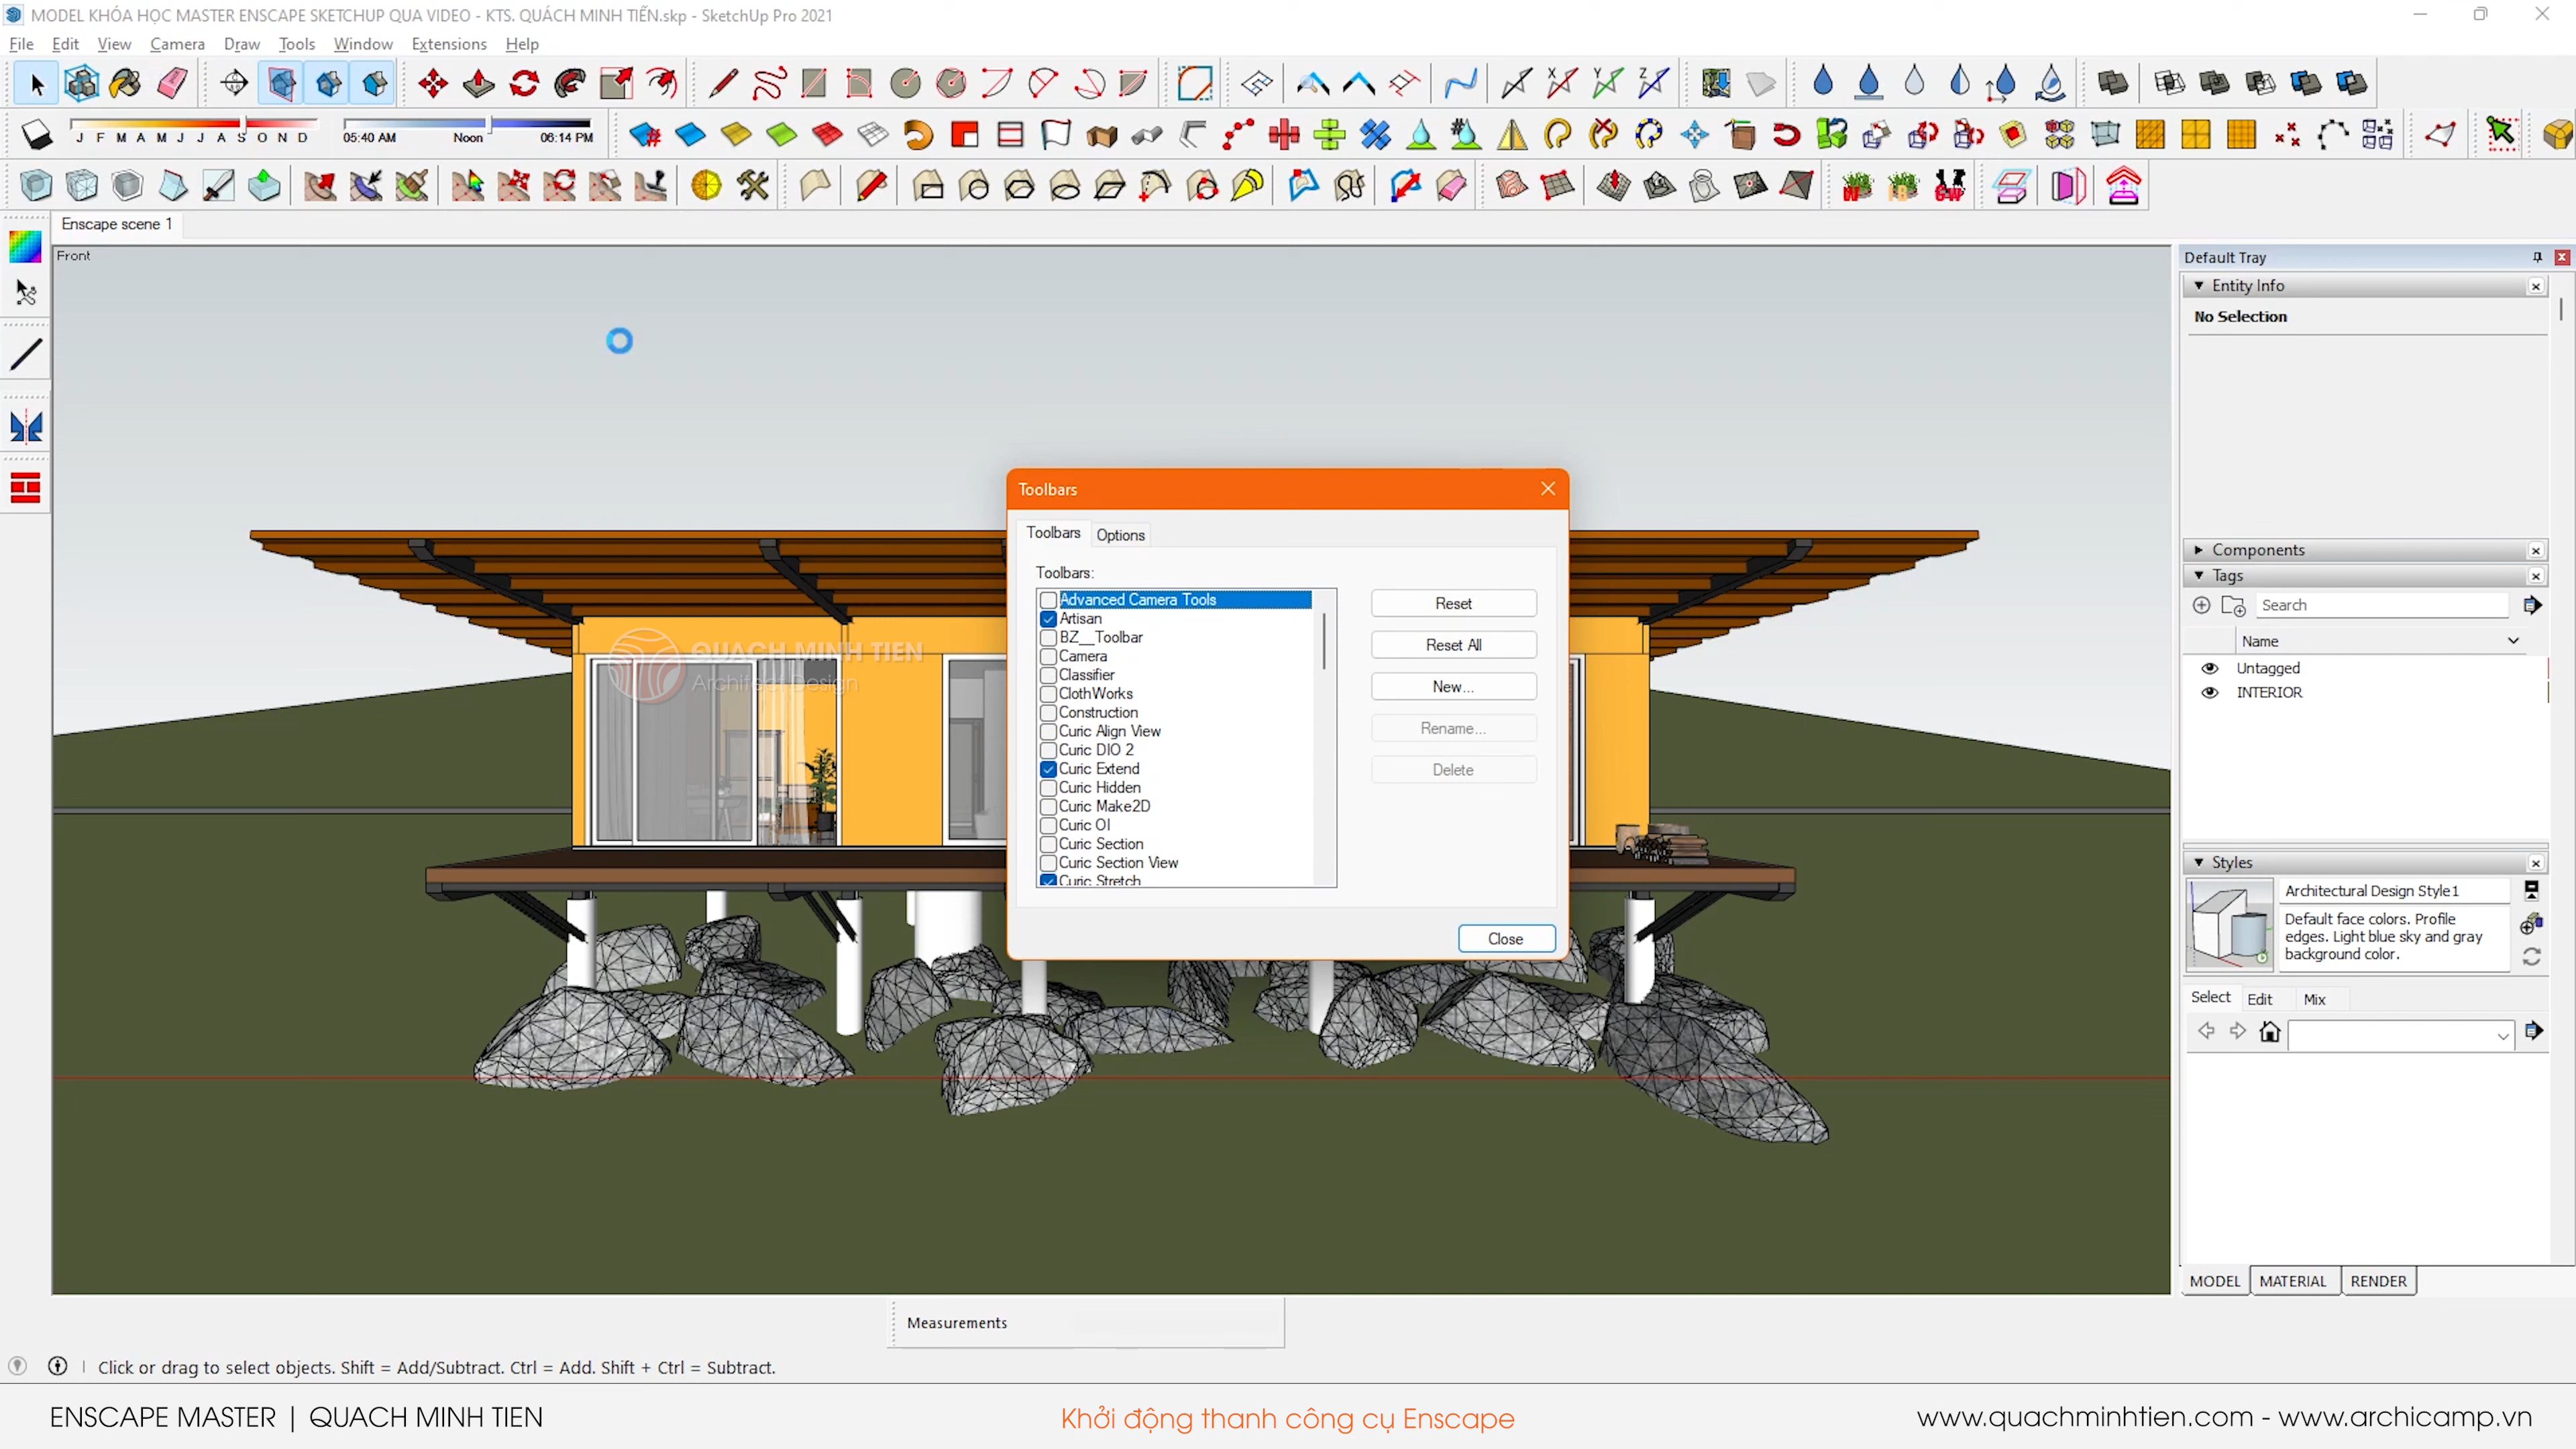 MODEL KHÓA HỌC MASTER ENSCAPE SKETCHUP QUA VIDEO - KTS. QUÁCH MINH TIẾN.skp - SketchUp Pro 2021
File Edit View Camera Draw Tools Window Extensions Help
J F M A M J J A S O N D
05:40 AM Noon 06:14 PM
Enscape scene 1
Front
Default Tray
Entity Info
No Selection
Components
Tags
Search
Name
Untagged
INTERIOR
Styles
Architectural Design Style1
Default face colors. Profile
edges. Light blue sky and gray
background color.
Select Edit Mix
MODEL MATERIAL RENDER
QUACH MINH TIEN
Architect Design
Toolbars
Toolbars Options
Toolbars:
Advanced Camera Tools
Artisan
BZ__Toolbar
Camera
Classifier
ClothWorks
Construction
Curic Align View
Curic DIO 2
Curic Extend
Curic Hidden
Curic Make2D
Curic OI
Curic Section
Curic Section View
Curic Stretch
Reset
Reset All
New...
Rename...
Delete
Close
Measurements
Click or drag to select objects. Shift = Add/Subtract. Ctrl = Add. Shift + Ctrl = Subtract.
ENSCAPE MASTER | QUACH MINH TIEN
Khởi động thanh công cụ Enscape
www.quachminhtien.com - www.archicamp.vn